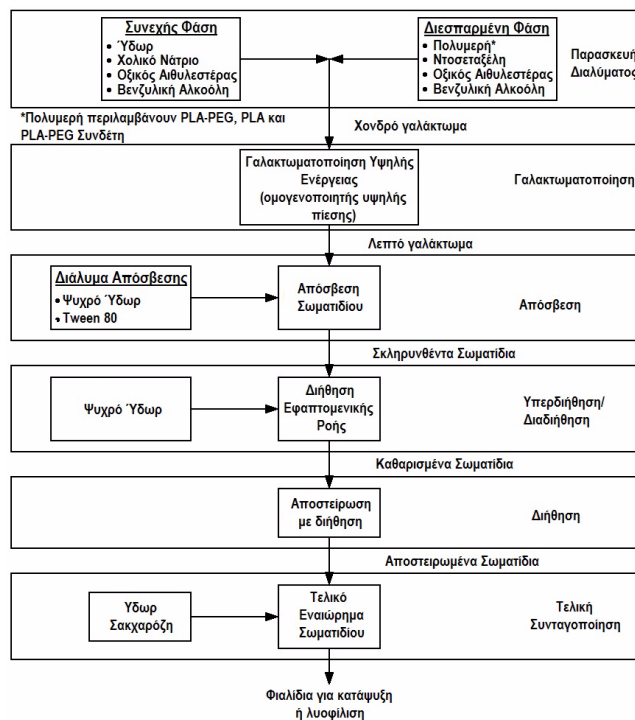 Συνεχής Φάση
• Ύδωρ
• Χολικό Νάτριο
• Οξικός Αιθυλεστέρας
• Βενζυλική Αλκοόλη
Διεσπαρμένη Φάση
• Πολυμερή*
• Ντοσεταξέλη
• Οξικός Αιθυλεστέρας
• Βενζυλική Αλκοόλη
Παρασκευή
Διαλύματος
*Πολυμερή περιλαμβάνουν PLA-PEG, PLA και
PLA-PEG Συνδέτη
Χονδρό γαλάκτωμα
Γαλακτωματοποίηση Υψηλής
Ενέργειας
(ομογενοποιητής υψηλής
πίεσης)
Γαλακτωματοποίηση
Λεπτό γαλάκτωμα
Διάλυμα Απόσβεσης
• Ψυχρό Ύδωρ
• Tween 80
Απόσβεση
Σωματιδίου
Απόσβεση
Σκληρυνθέντα Σωματίδια
Ψυχρό Ύδωρ
Διήθηση
Εφαπτομενικής
Ροής
Υπερδιήθηση/
Διαδιήθηση
Καθαρισμένα Σωματίδια
Αποστείρωση
με διήθηση
Διήθηση
Αποστειρωμένα Σωματίδια
Υδωρ
Σακχαρόζη
Τελικό
Εναιώρημα
Σωματιδίου
Τελική
Συνταγοποίηση
Φιαλίδια για κατάψυξη
ή λυοφίλιση